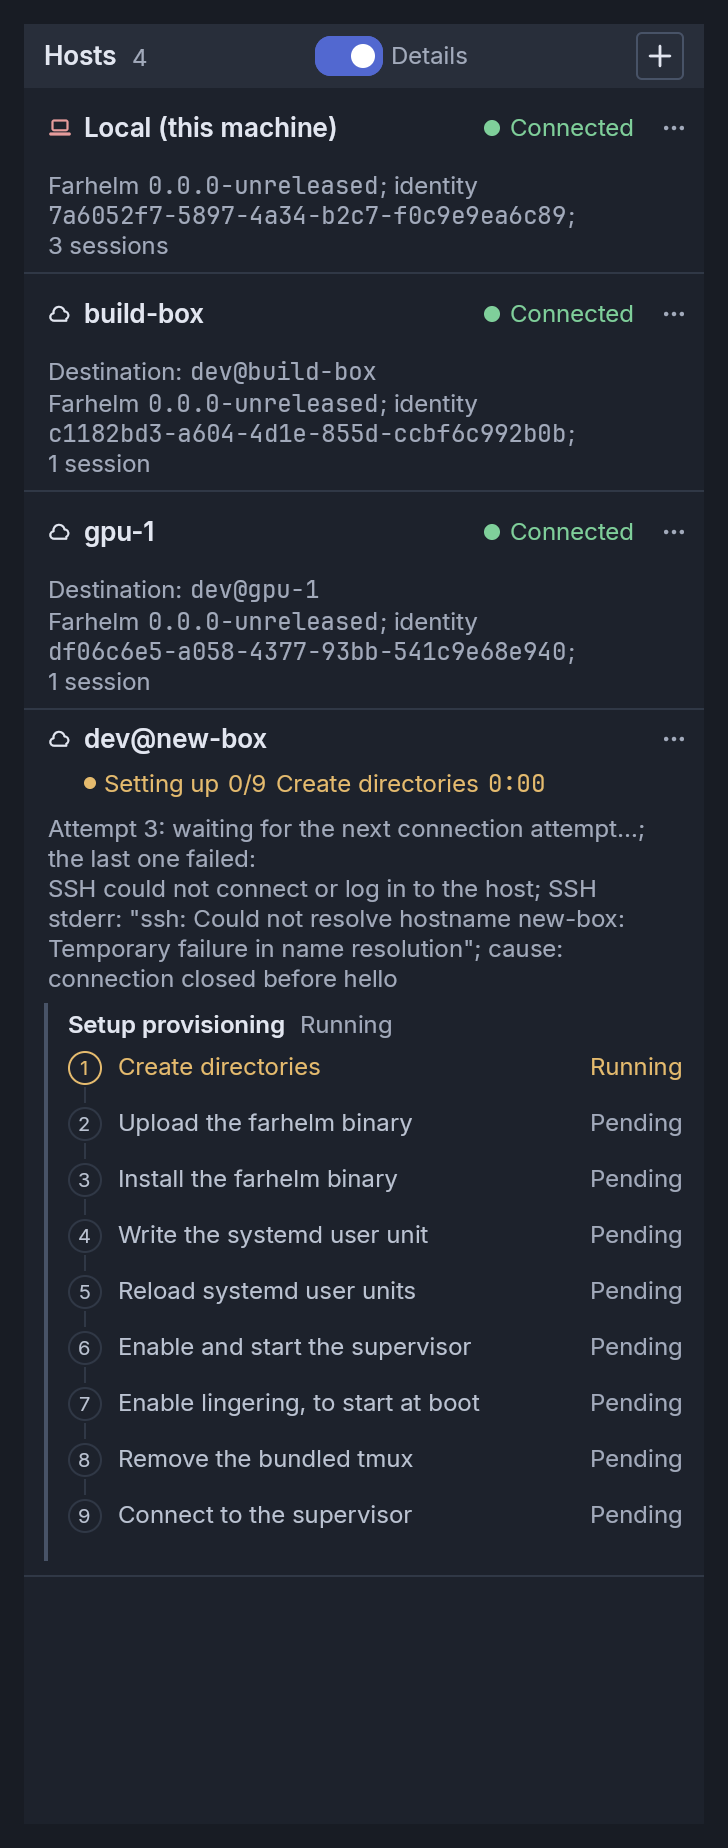 Hosts 4 Details
Local (this machine) Connected
Farhelm 0.0.0-unreleased; identity
7a6052f7-5897-4a34-b2c7-f0c9e9ea6c89;
3 sessions
build-box Connected
Destination: dev@build-box
Farhelm 0.0.0-unreleased; identity
c1182bd3-a604-4d1e-855d-ccbf6c992b0b;
1 session
gpu-1 Connected
Destination: dev@gpu-1
Farhelm 0.0.0-unreleased; identity
df06c6e5-a058-4377-93bb-541c9e68e940;
1 session
dev@new-box
Setting up 0/9 Create directories 0:00
Attempt 3: waiting for the next connection attempt…;
the last one failed:
SSH could not connect or log in to the host; SSH
stderr: "ssh: Could not resolve hostname new-box:
Temporary failure in name resolution"; cause:
connection closed before hello
Setup provisioning Running
1 Create directories Running
2 Upload the farhelm binary Pending
3 Install the farhelm binary Pending
4 Write the systemd user unit Pending
5 Reload systemd user units Pending
6 Enable and start the supervisor Pending
7 Enable lingering, to start at boot Pending
8 Remove the bundled tmux Pending
9 Connect to the supervisor Pending